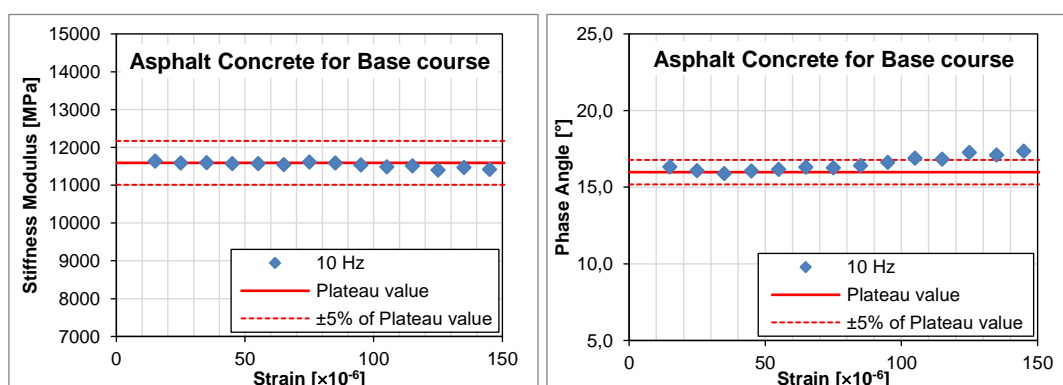 15000
14000
13000
12000
11000
10000
9000
8000
7000
Stiffness Modulus [MPa]
Asphalt Concrete for Base course
10 Hz
Plateau value
±5% of Plateau value
0
50
100
150
Strain [×10⁻⁶]
25,0
20,0
15,0
10,0
5,0
Phase Angle [°]
Asphalt Concrete for Base course
10 Hz
Plateau value
±5% of Plateau value
0
50
100
150
Strain [×10⁻⁶]